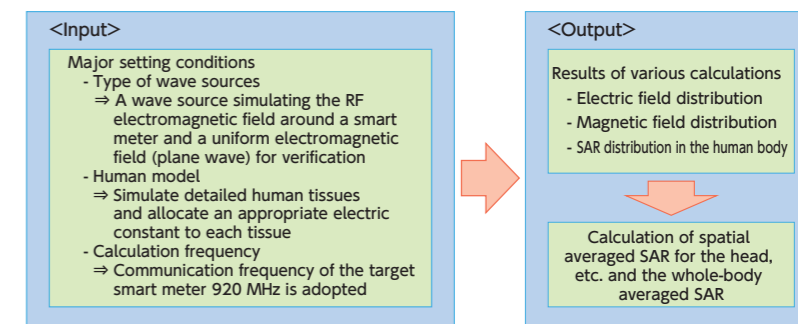 <Input>
Major setting conditions
- Type of wave sources
⇒ A wave source simulating the RF
electromagnetic field around a smart
meter and a uniform electromagnetic
field (plane wave) for verification
- Human model
⇒ Simulate detailed human tissues
and allocate an appropriate electric
constant to each tissue
- Calculation frequency
⇒ Communication frequency of the target
smart meter 920 MHz is adopted
<Output>
Results of various calculations
- Electric field distribution
- Magnetic field distribution
- SAR distribution in the human body
Calculation of spatial
averaged SAR for the head,
etc. and the whole-body
averaged SAR